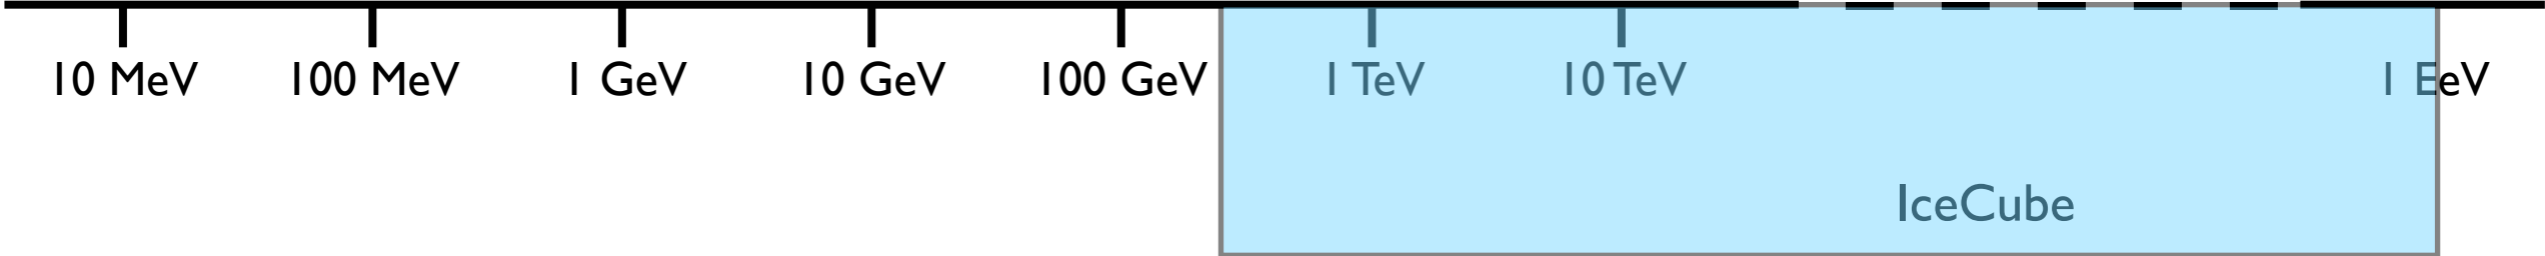 10 MeV 100 MeV 1 GeV 10 GeV 100 GeV 1 TeV 10 TeV 1 EeV
IceCube